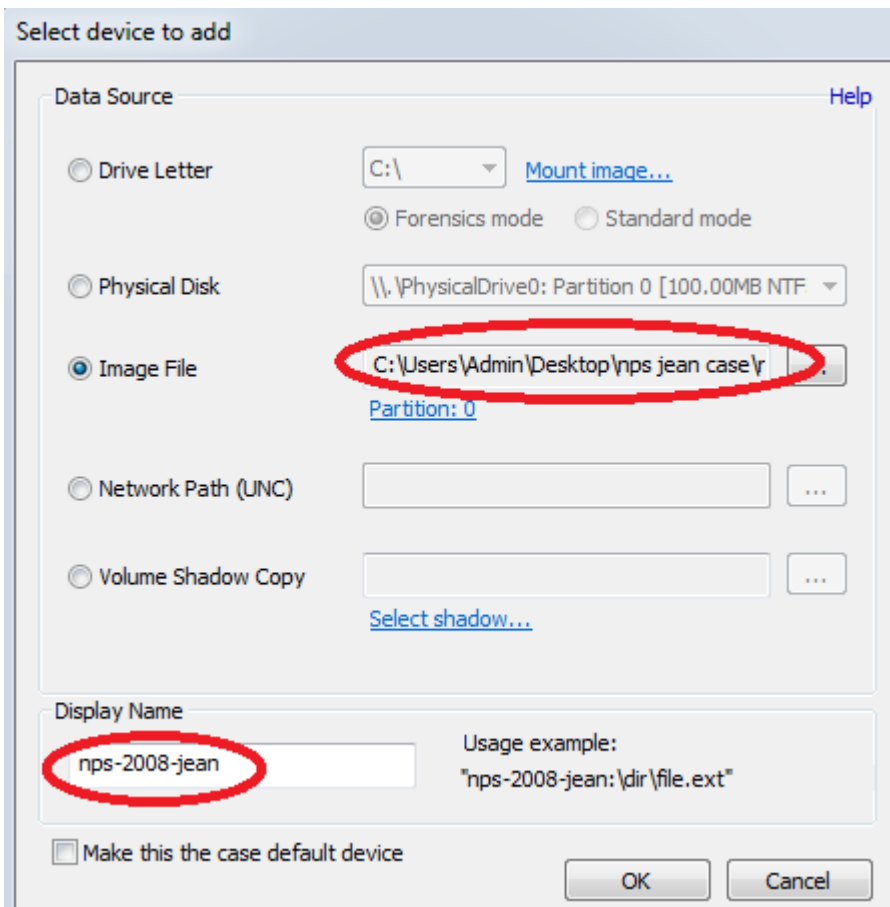 Select device to add
Data Source Help
Drive Letter C:\ Mount image...
Forensics mode Standard mode
Physical Disk \\.\PhysicalDrive0: Partition 0 [100.00MB NTF
Image File C:\Users\Admin\Desktop\nps jean case\
Partition: 0
Network Path (UNC) ...
Volume Shadow Copy ...
Select shadow...
Display Name
nps-2008-jean
Usage example:
"nps-2008-jean:\dir\file.ext"
Make this the case default device
OK Cancel